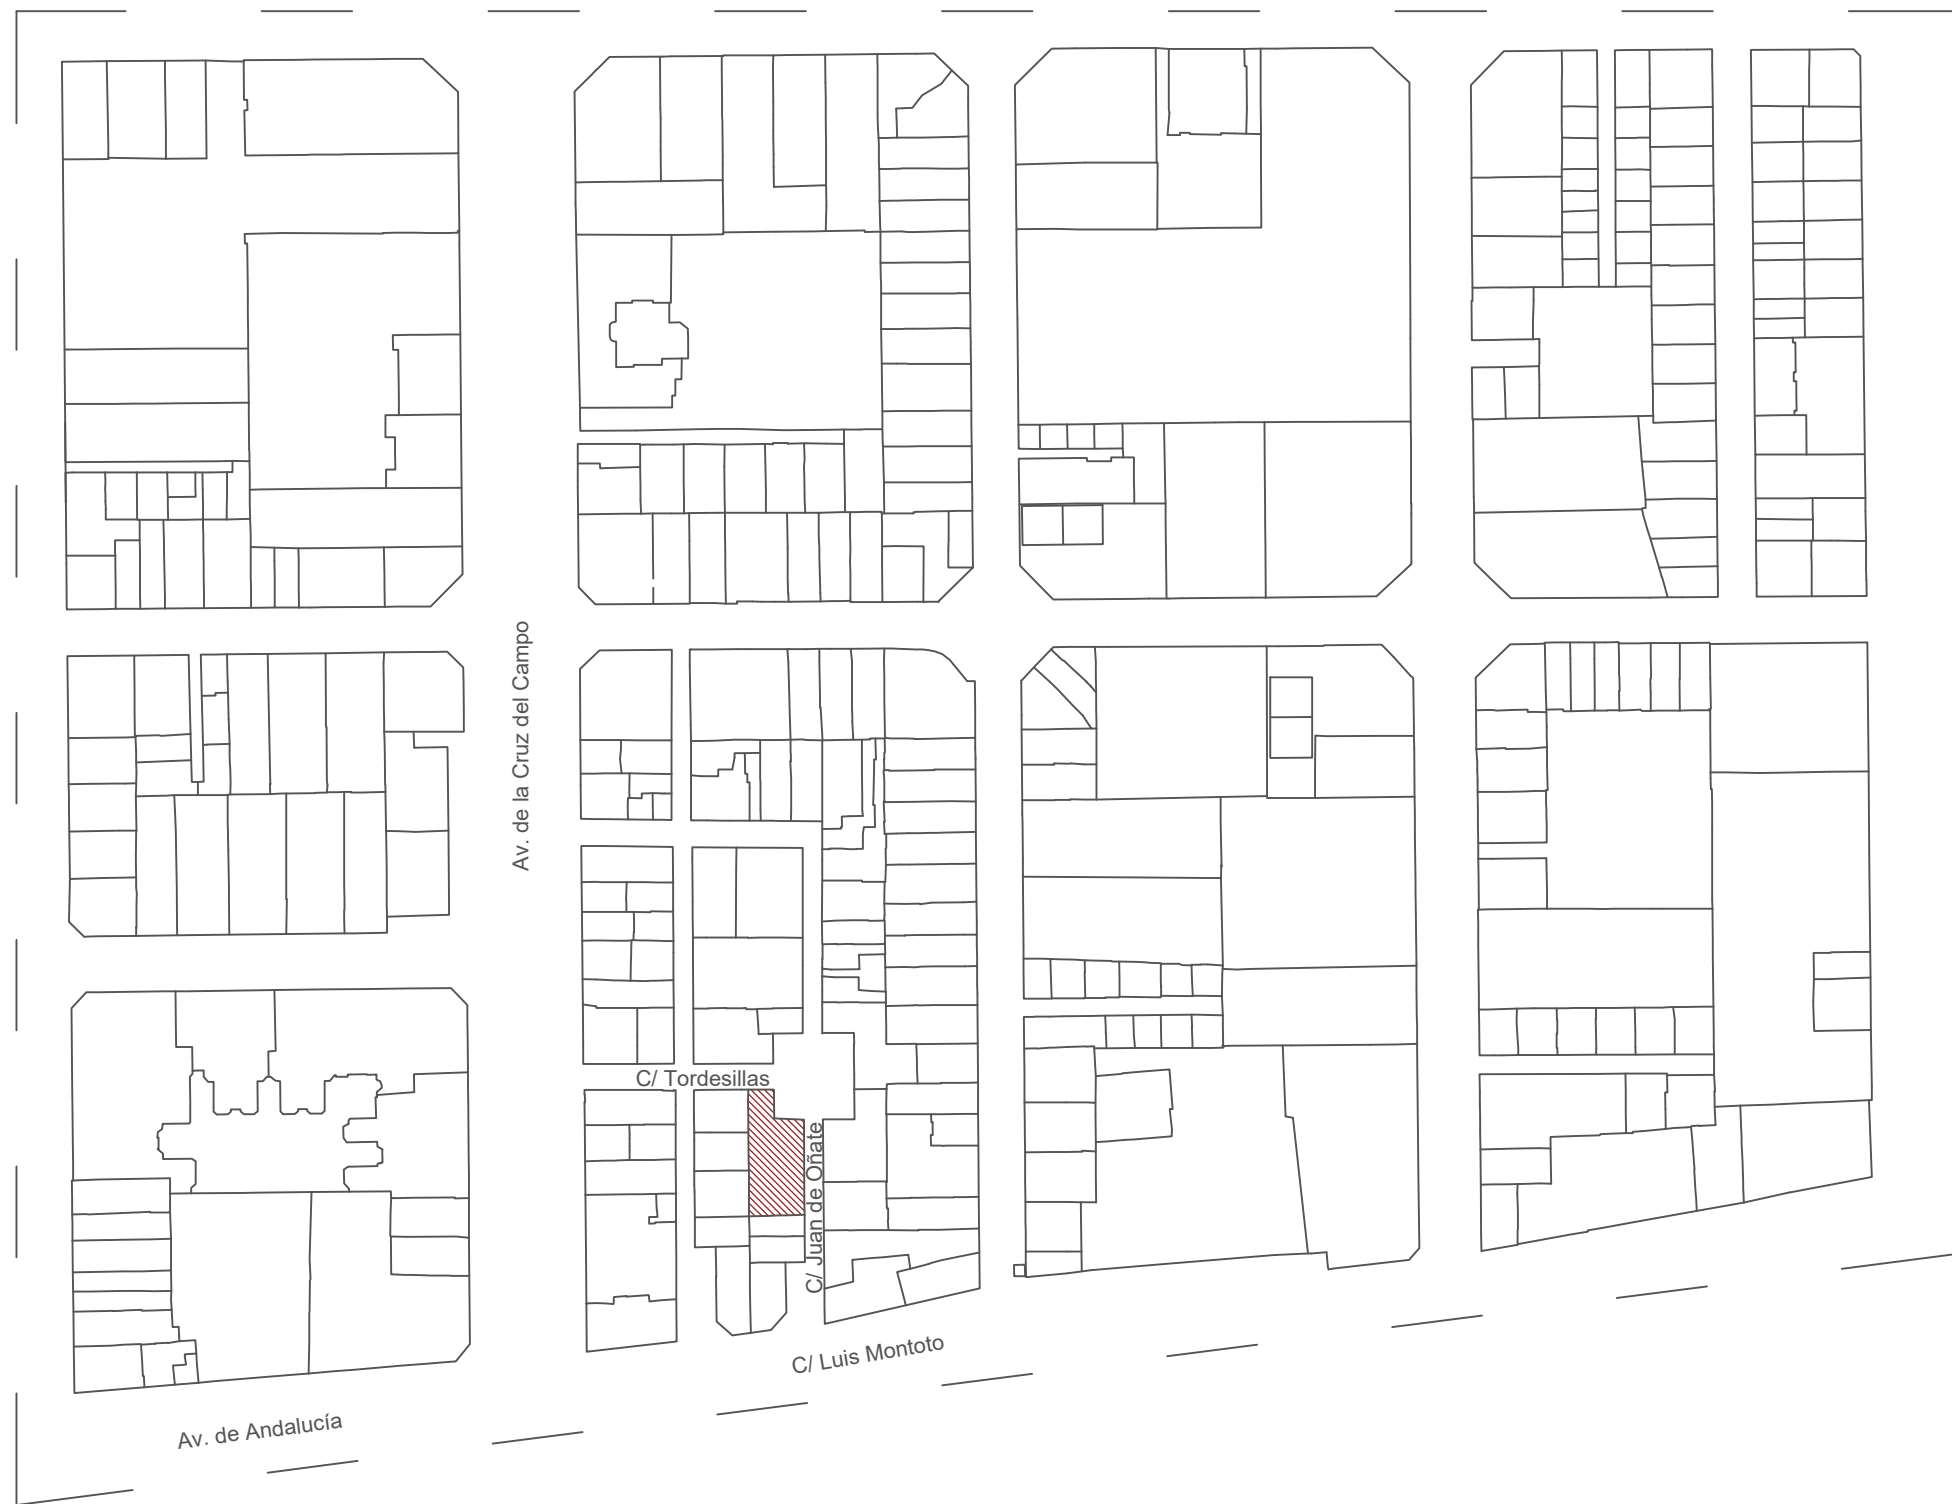 Av. de la Cruz del Campo
C/ Tordesillas
C/ Juan de Oñate
C/ Luis Montoto
Av. de Andalucía